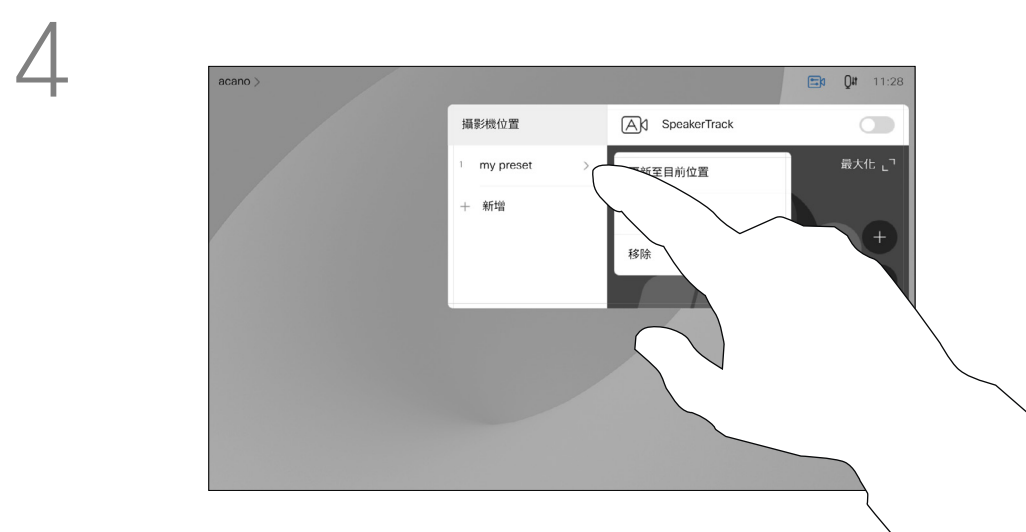 4
acano >
11:28
攝影機位置
SpeakerTrack
1 my preset >
新至目前位置
最大化
+ 新增
+
移除